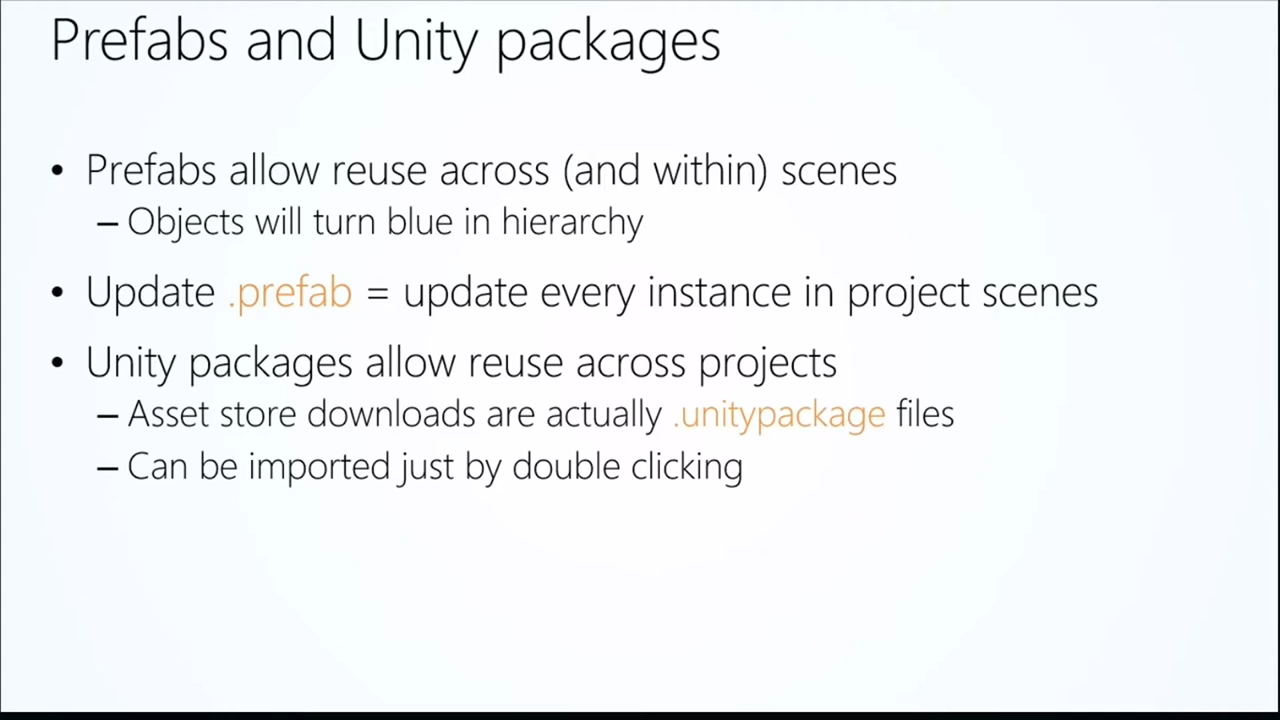 Prefabs and Unity packages
• Prefabs allow reuse across (and within) scenes
– Objects will turn blue in hierarchy
• Update .prefab = update every instance in project scenes
• Unity packages allow reuse across projects
– Asset store downloads are actually .unitypackage files
– Can be imported just by double clicking